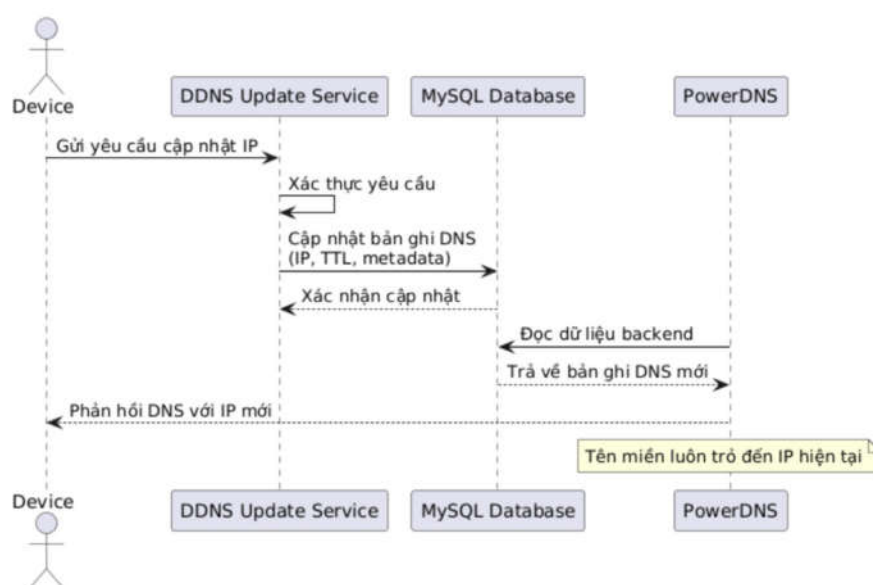 Device
DDNS Update Service
MySQL Database
PowerDNS
Gửi yêu cầu cập nhật IP
Xác thực yêu cầu
Cập nhật bản ghi DNS
(IP, TTL, metadata)
Xác nhận cập nhật
Đọc dữ liệu backend
Trả về bản ghi DNS mới
Phản hồi DNS với IP mới
Tên miền luôn trỏ đến IP hiện tại
Device
DDNS Update Service
MySQL Database
PowerDNS